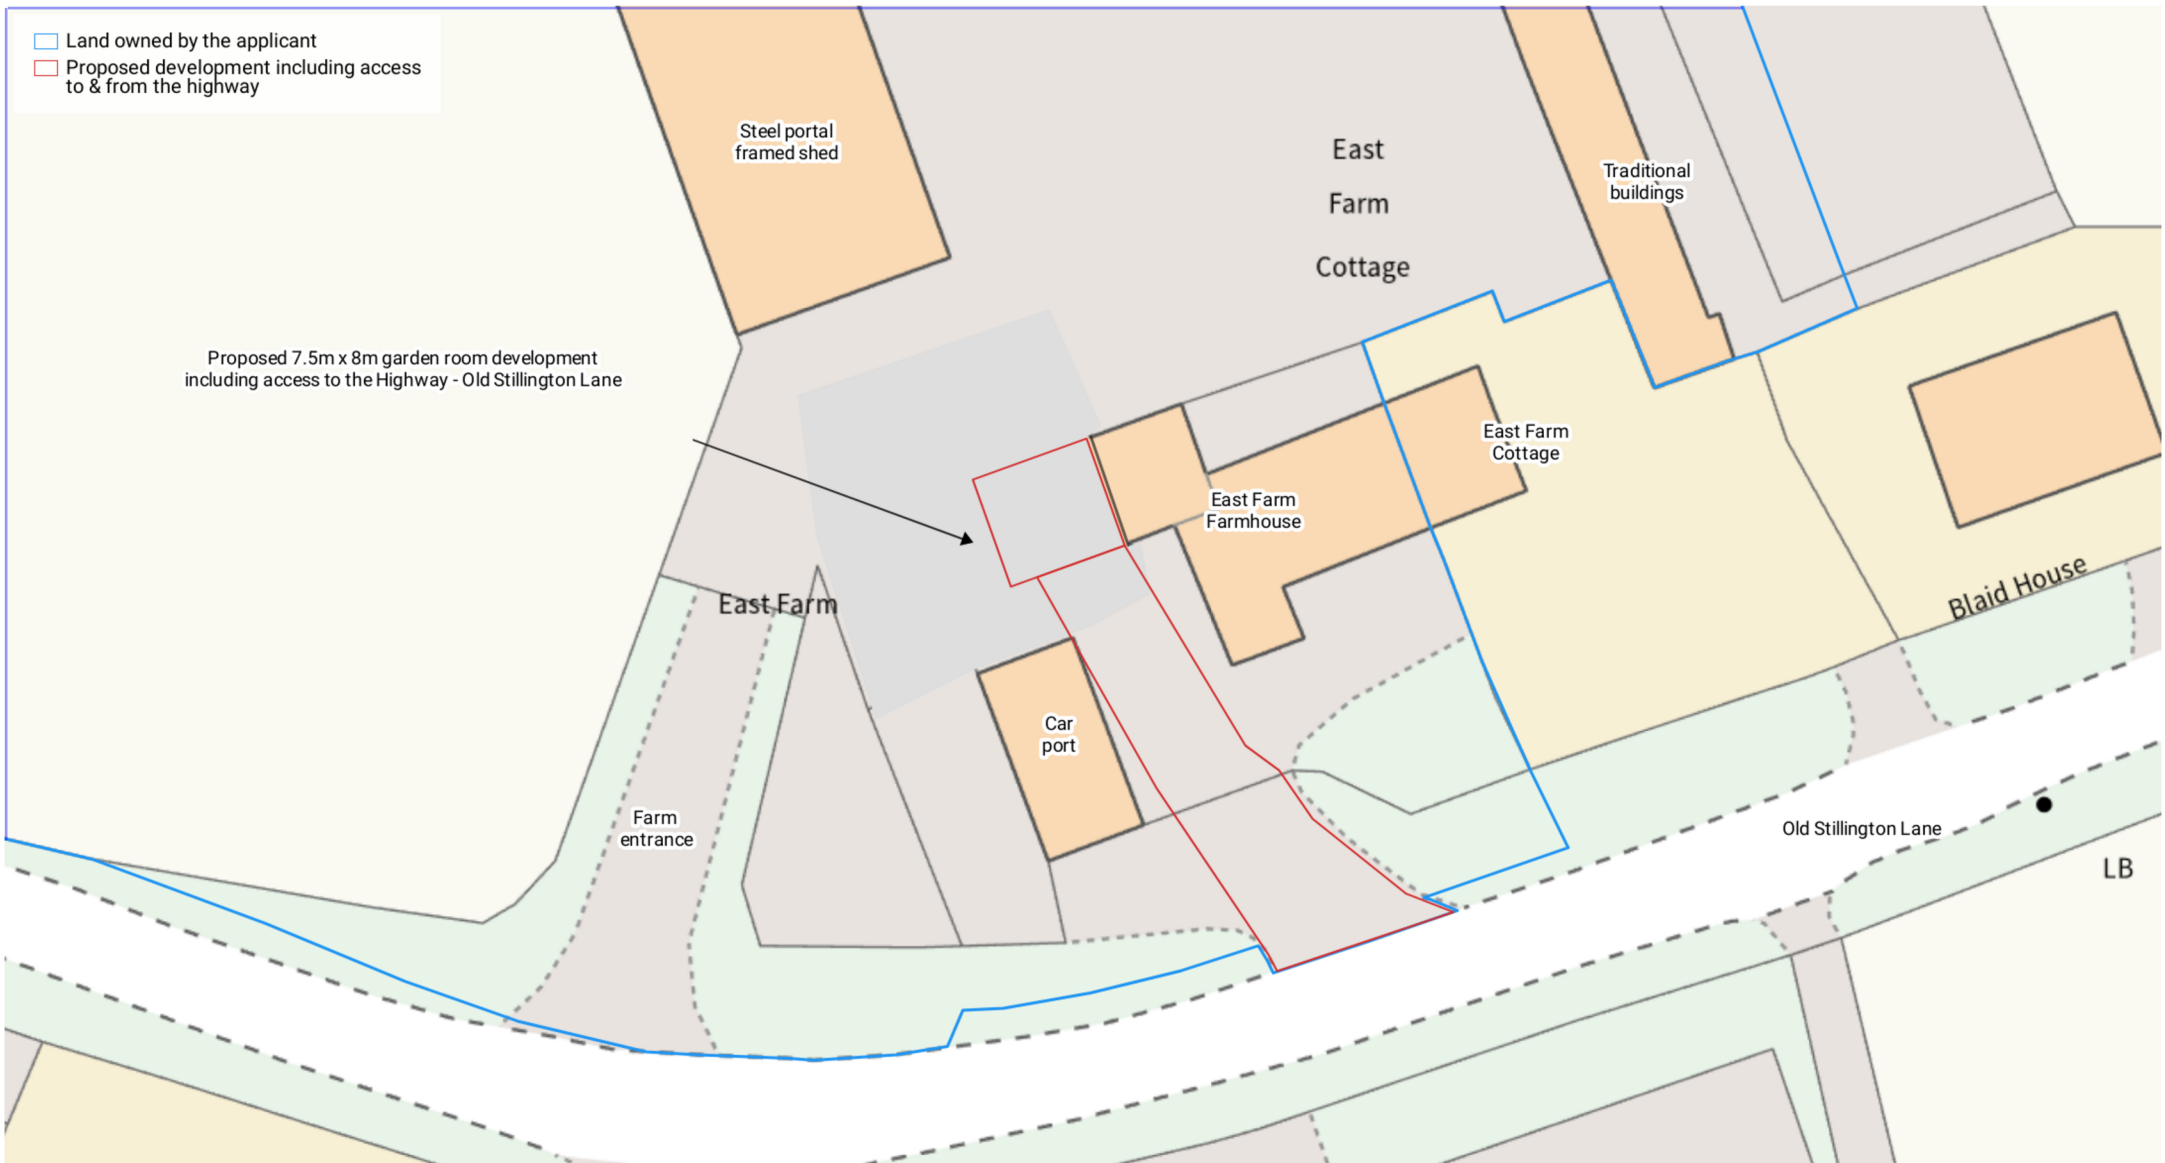 Land owned by the applicant
Proposed development including access
to & from the highway
Steel portal
framed shed
East
Farm
Cottage
Traditional
buildings
Proposed 7.5m x 8m garden room development
including access to the Highway - Old Stillington Lane
East Farm
Cottage
East Farm
Farmhouse
East Farm
Blaid House
Car
port
Farm
entrance
Old Stillington Lane
LB